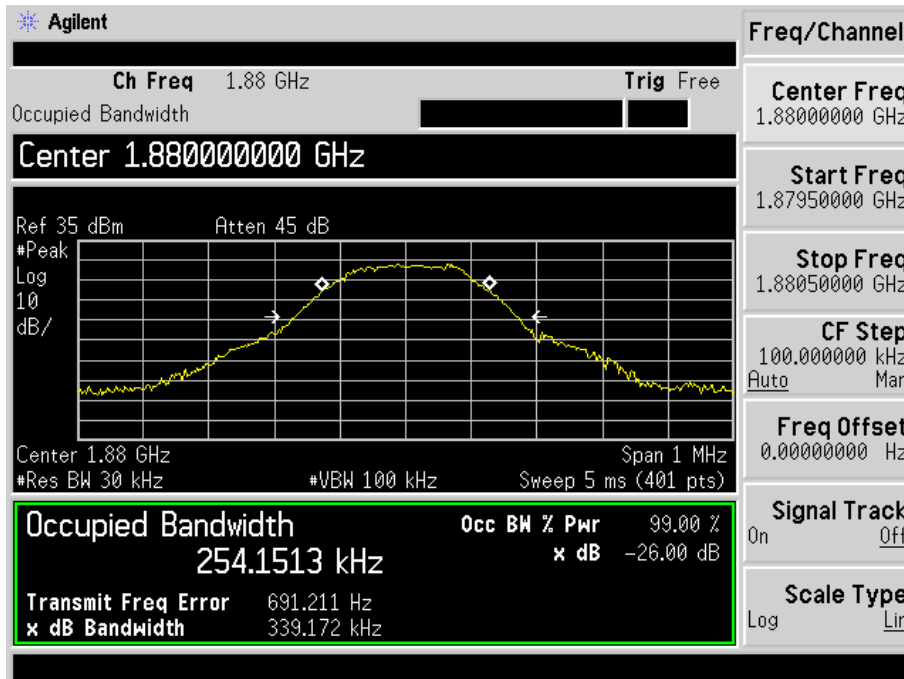 Agilent
Freq/Channel
Ch Freq 1.88 GHz Trig Free
Occupied Bandwidth
Center 1.880000000 GHz
Ref 35 dBm Atten 45 dB
#Peak
Log
10
dB/
Center 1.88 GHz Span 1 MHz
#Res BW 30 kHz #VBW 100 kHz Sweep 5 ms (401 pts)
Occupied Bandwidth
254.1513 kHz
Occ BW % Pwr 99.00 %
x dB -26.00 dB
Transmit Freq Error 691.211 Hz
x dB Bandwidth 339.172 kHz
Center Freq
1.88000000 GHz
Start Freq
1.87950000 GHz
Stop Freq
1.88050000 GHz
CF Step
100.000000 kHz
Auto Man
Freq Offset
0.00000000 Hz
Signal Track
On Off
Scale Type
Log Lin